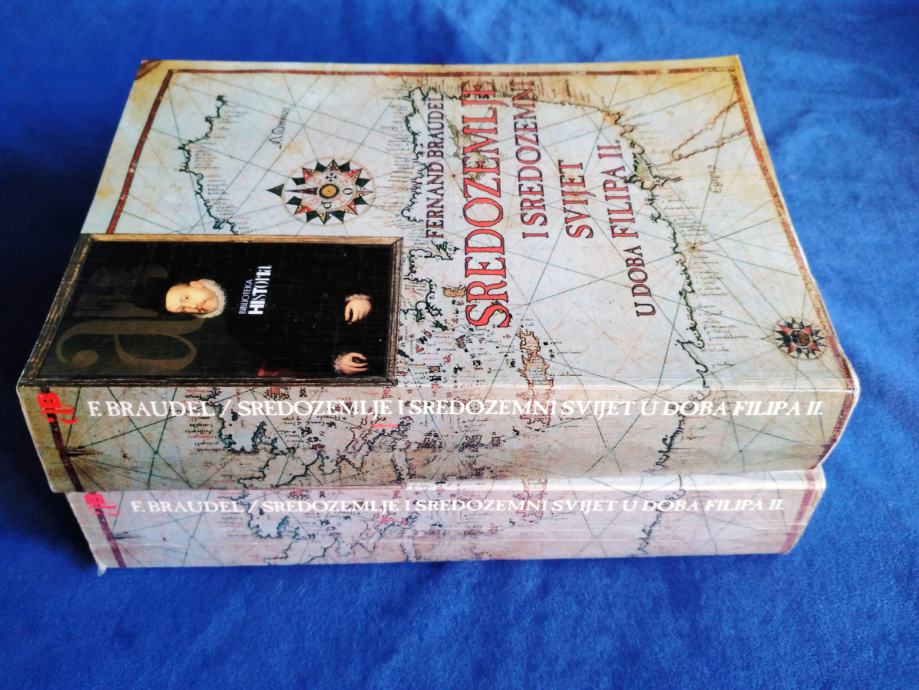 FERNAND BRAUDEL
SREDOZEMLJE
I SREDOZEMNI
SVIJET
U DOBA FILIPA II.
BIBLIOTEKA
HISTORIA
a
F. BRAUDEL / SREDOZEMLJE I SREDOZEMNI SVIJET U DOBA FILIPA II.
F. BRAUDEL / SREDOZEMLJE I SREDOZEMNI SVIJET U DOBA FILIPA II.